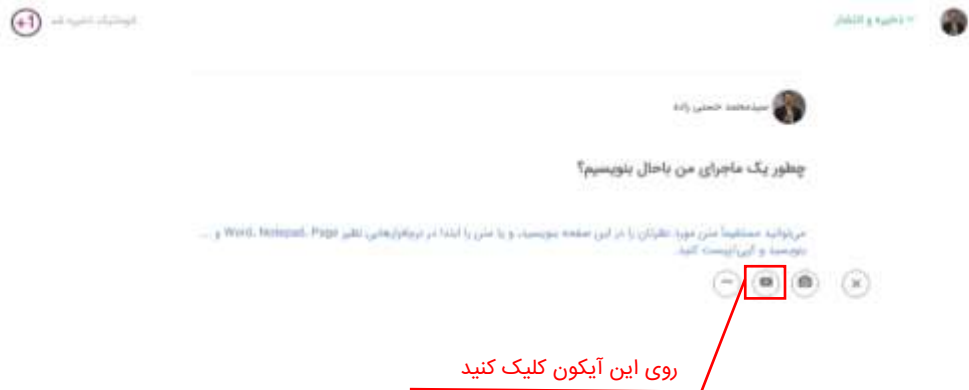 ذخیره و انتشار
+1
اتوماتیک ذخیره شد
سیدمحمد حسنی زاده
چطور یک ماجرای من باحال بنویسیم؟
می‌توانید مستقیماً متن مورد نظرتان را در این صفحه بنویسید، و یا متن را ابتدا در نرم‌افزارهایی نظیر Word، Notepad، Page و ...
بنویسید و کپی/پیست کنید.
روی این آیکون کلیک کنید